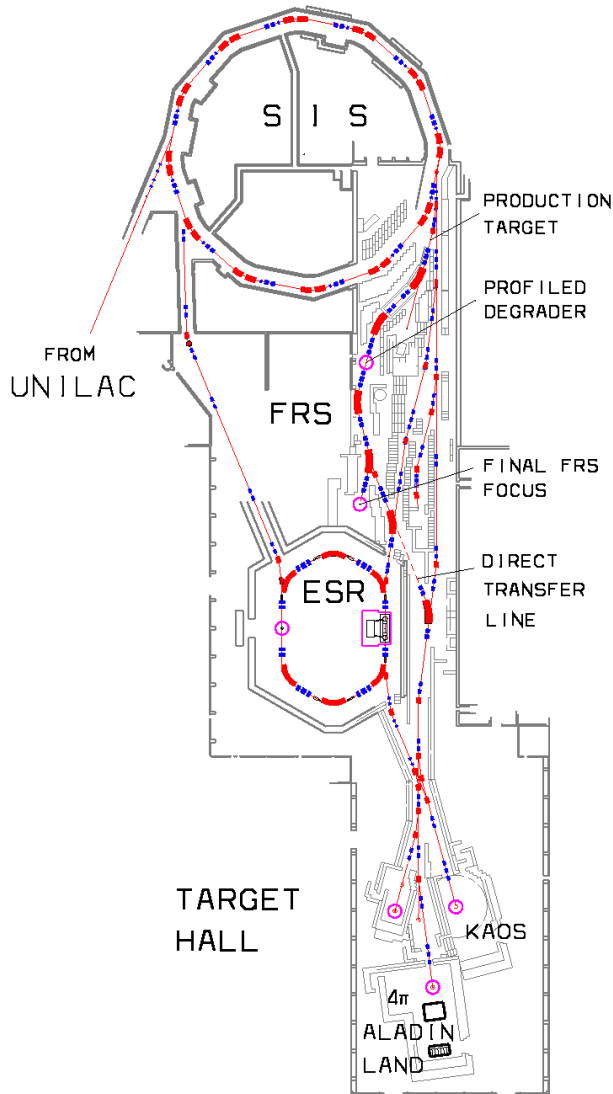 SIS
PRODUCTION
TARGET
PROFILED
DEGRADER
FROM
UNILAC
FRS
FINAL FRS
FOCUS
ESR
DIRECT
TRANSFER
LINE
TARGET
HALL
KAOS
4π
ALADIN
LAND